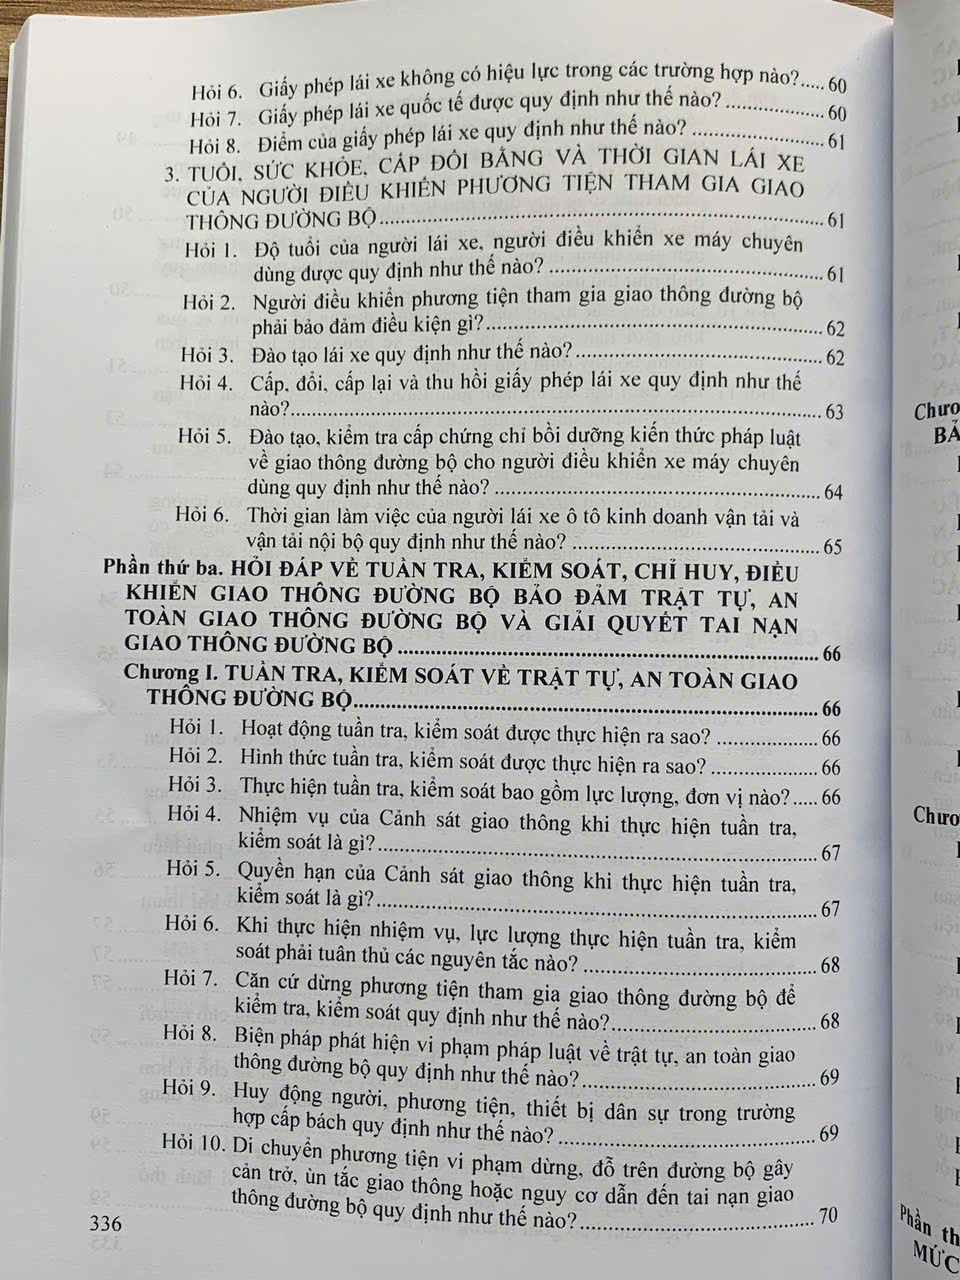 Hỏi 6. Giấy phép lái xe không có hiệu lực trong các trường hợp nào?..... 60
Hỏi 7. Giấy phép lái xe quốc tế được quy định như thế nào? ................. 60
Hỏi 8. Điểm của giấy phép lái xe quy định như thế nào? ....................... 61
3. TUỔI, SỨC KHỎE, CẤP ĐỔI BẰNG VÀ THỜI GIAN LÁI XE
CỦA NGƯỜI ĐIỀU KHIỂN PHƯƠNG TIỆN THAM GIA GIAO
THÔNG ĐƯỜNG BỘ.................................................................................. 61
Hỏi 1. Độ tuổi của người lái xe, người điều khiển xe máy chuyên
dùng được quy định như thế nào? ................................................. 61
Hỏi 2. Người điều khiển phương tiện tham gia giao thông đường bộ
phải bảo đảm điều kiện gì?............................................................ 62
Hỏi 3. Đào tạo lái xe quy định như thế nào?............................................ 62
Hỏi 4. Cấp, đổi, cấp lại và thu hồi giấy phép lái xe quy định như thế
nào?................................................................................................ 63
Hỏi 5. Đào tạo, kiểm tra cấp chứng chỉ bồi dưỡng kiến thức pháp luật
về giao thông đường bộ cho người điều khiển xe máy chuyên
dùng quy định như thế nào? .......................................................... 64
Hỏi 6. Thời gian làm việc của người lái xe ô tô kinh doanh vận tải và
vận tải nội bộ quy định như thế nào? ............................................ 65
Phần thứ ba. HỎI ĐÁP VỀ TUẦN TRA, KIỂM SOÁT, CHỈ HUY, ĐIỀU
KHIỂN GIAO THÔNG ĐƯỜNG BỘ BẢO ĐẢM TRẬT TỰ, AN
TOÀN GIAO THÔNG ĐƯỜNG BỘ VÀ GIẢI QUYẾT TAI NẠN
GIAO THÔNG ĐƯỜNG BỘ ........................................................................... 66
Chương I. TUẦN TRA, KIỂM SOÁT VỀ TRẬT TỰ, AN TOÀN GIAO
THÔNG ĐƯỜNG BỘ.................................................................................. 66
Hỏi 1. Hoạt động tuần tra, kiểm soát được thực hiện ra sao? ................. 66
Hỏi 2. Hình thức tuần tra, kiểm soát được thực hiện ra sao? .................. 66
Hỏi 3. Thực hiện tuần tra, kiểm soát bao gồm lực lượng, đơn vị nào?..... 66
Hỏi 4. Nhiệm vụ của Cảnh sát giao thông khi thực hiện tuần tra,
kiểm soát là gì?.............................................................................. 67
Hỏi 5. Quyền hạn của Cảnh sát giao thông khi thực hiện tuần tra,
kiểm soát là gì?.............................................................................. 67
Hỏi 6. Khi thực hiện nhiệm vụ, lực lượng thực hiện tuần tra, kiểm
soát phải tuân thủ các nguyên tắc nào? ......................................... 68
Hỏi 7. Căn cứ dừng phương tiện tham gia giao thông đường bộ để
kiểm tra, kiểm soát quy định như thế nào?.................................... 68
Hỏi 8. Biện pháp phát hiện vi phạm pháp luật về trật tự, an toàn giao
thông đường bộ quy định như thế nào?......................................... 69
Hỏi 9. Huy động người, phương tiện, thiết bị dân sự trong trường
hợp cấp bách quy định như thế nào? ............................................. 69
Hỏi 10. Di chuyển phương tiện vi phạm dừng, đỗ trên đường bộ gây
cản trở, ùn tắc giao thông hoặc nguy cơ dẫn đến tai nạn giao
thông đường bộ quy định như thế nào?......................................... 70
336
BẢ
Phần th
MỨC